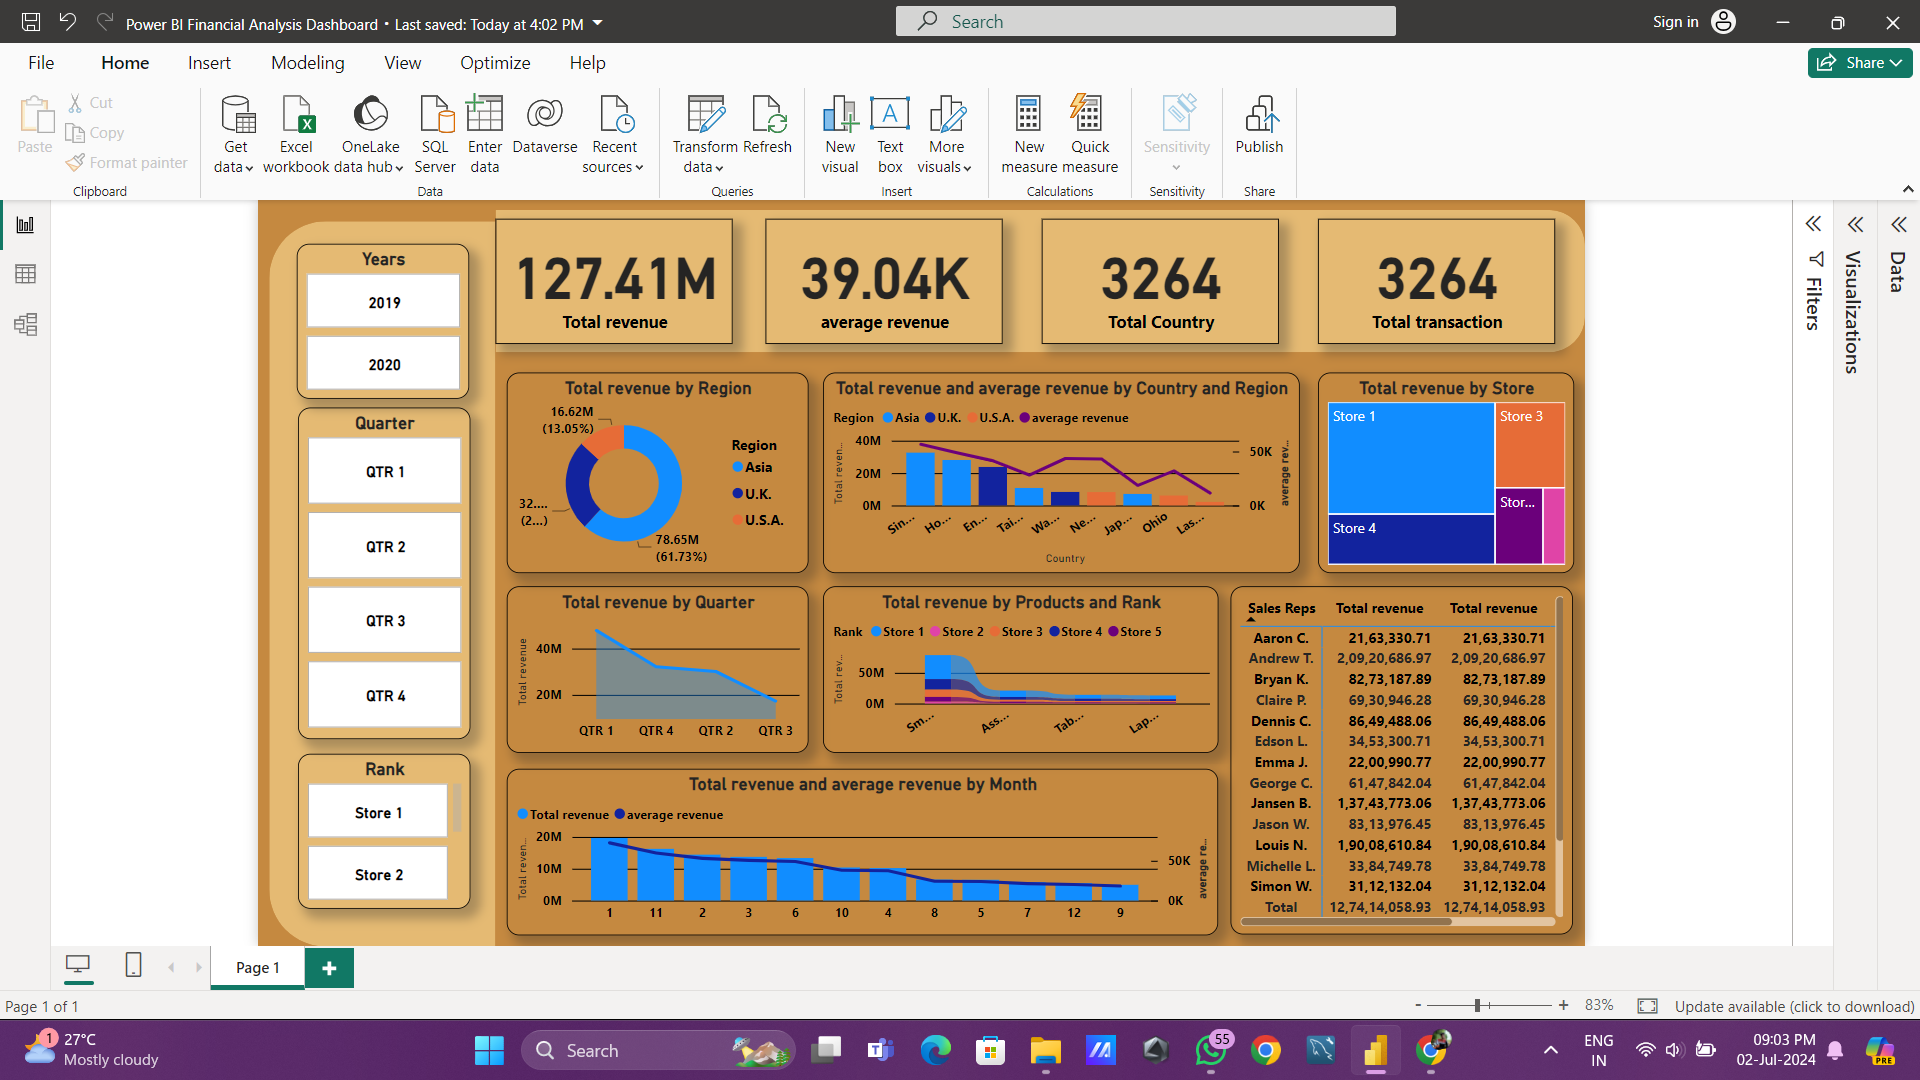 Power BI Financial Analysis Dashboard • Last saved: Today at 4:02 PM
Search
Sign in
File Home Insert Modeling View Optimize Help
Share
Paste
Cut
Copy
Format painter
Clipboard
Get data
Excel workbook
OneLake data hub
SQL Server
Enter data
Dataverse
Recent sources
Data
Transform data
Refresh
Queries
New visual
Text box
More visuals
Insert
New measure
Quick measure
Calculations
Sensitivity
Sensitivity
Publish
Share
Years
2019
2020
Quarter
QTR 1
QTR 2
QTR 3
QTR 4
Rank
Store 1
Store 2
127.41M
Total revenue
39.04K
average revenue
3264
Total Country
3264
Total transaction
Total revenue by Region
16.62M
(13.05%)
32....
(2...)
78.65M
(61.73%)
Region
Asia
U.K.
U.S.A.
Total revenue and average revenue by Country and Region
Region Asia U.K. U.S.A. average revenue
Total reven...
40M
20M
0M
50K
0K
average rev...
Sin... Ho... En... Tai... Wa... Ne... Jap... Ohio Las...
Country
Total revenue by Store
Store 1
Store 3
Stor...
Store 4
Total revenue by Quarter
Total revenue
40M
20M
QTR 1 QTR 4 QTR 2 QTR 3
Total revenue by Products and Rank
Rank Store 1 Store 2 Store 3 Store 4 Store 5
Total rev...
50M
0M
Sm... Ass... Tab... Lap...
Sales Reps Total revenue Total revenue
Aaron C. 21,63,330.71 21,63,330.71
Andrew T. 2,09,20,686.97 2,09,20,686.97
Bryan K. 82,73,187.89 82,73,187.89
Claire P. 69,30,946.28 69,30,946.28
Dennis C. 86,49,488.06 86,49,488.06
Edson L. 34,53,300.71 34,53,300.71
Emma J. 22,00,990.77 22,00,990.77
George C. 61,47,842.04 61,47,842.04
Jansen B. 1,37,43,773.06 1,37,43,773.06
Jason W. 83,13,976.45 83,13,976.45
Louis N. 1,90,08,610.84 1,90,08,610.84
Michelle L. 33,84,749.78 33,84,749.78
Simon W. 31,12,132.04 31,12,132.04
Total 12,74,14,058.93 12,74,14,058.93
Total revenue and average revenue by Month
Total revenue average revenue
Total reven...
20M
10M
0M
50K
0K
average re...
1 11 2 3 6 10 4 8 5 7 12 9
Filters
Visualizations
Data
Page 1
Page 1 of 1
- + 83%
Update available (click to download)
1
27°C
Mostly cloudy
Search
55
ENG
IN
09:03 PM
02-Jul-2024
PRE